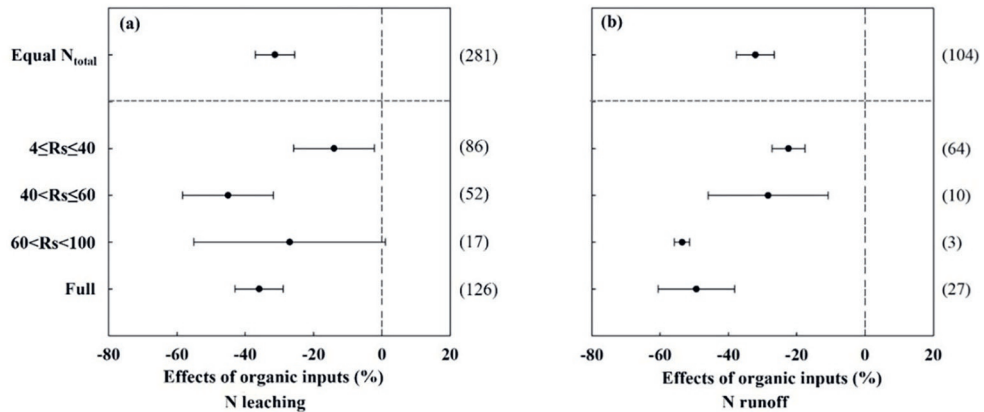 (a)
Equal Ntotal
(281)
4≤Rs≤40
(86)
40<Rs≤60
(52)
60<Rs<100
(17)
Full
(126)
-80 -60 -40 -20 0 20
Effects of organic inputs (%)
N leaching
(b)
(104)
(64)
(10)
(3)
(27)
-80 -60 -40 -20 0 20
Effects of organic inputs (%)
N runoff